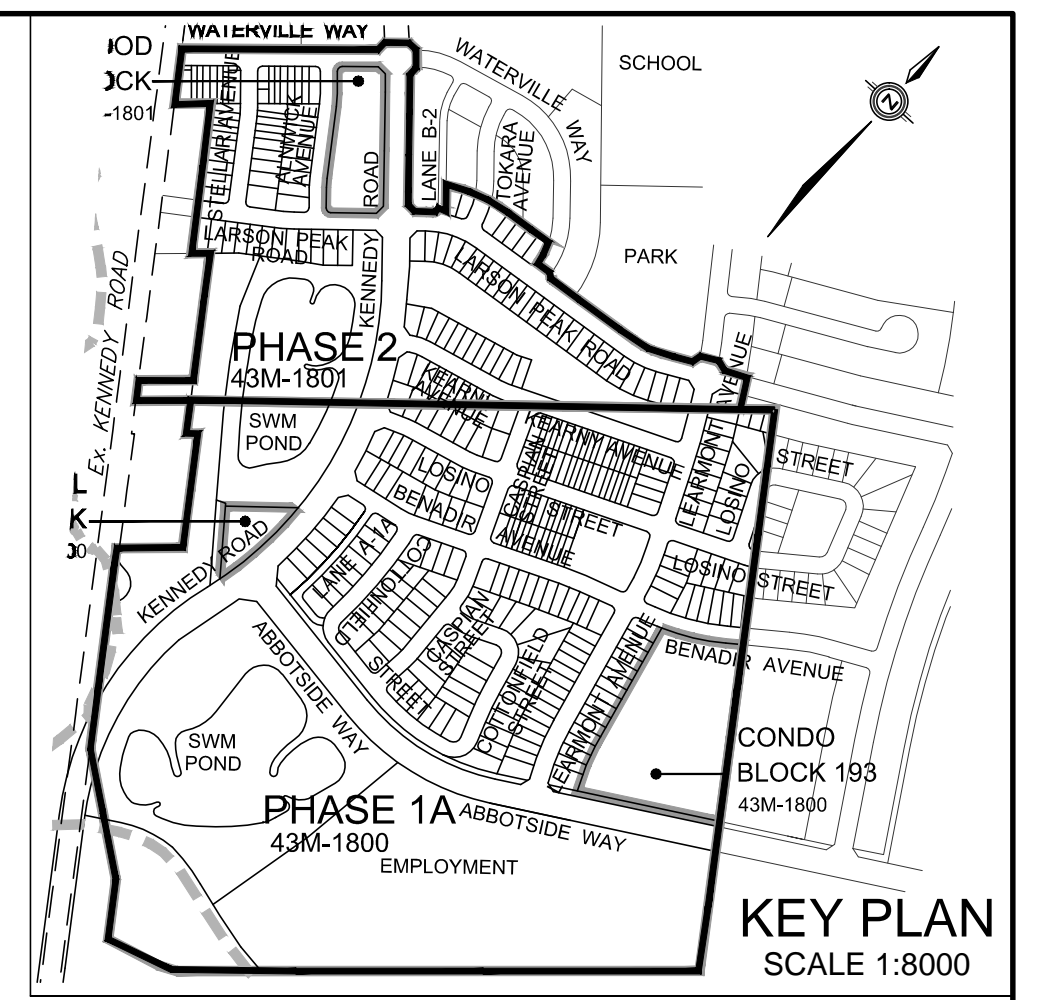 WATERVILLE WAY
OD
CK
-1801
STELLAR AVENUE
ALNWICK
AVENUE
ROAD
LANE B-2
WATERVILLE WAY
TOKARA
AVENUE
SCHOOL
N
PARK
LARSON PEAK
ROAD
KENNEDY
LARSON PEAK ROAD
Ex. KENNEDY ROAD
PHASE 2
43M-1801
SWM
POND
KEARNY
AVENUE
KEARNY AVENUE
CASPIAN
STREET
LEARMONT AVENUE
LOSINO
STREET
LOSINO
STREET
BENADIR
AVENUE
L
K
0
KENNEDY ROAD
LANE A-1A
COTTONFIELD
STREET
CASPIAN
STREET
COTTONFIELD
STREET
LOSINO STREET
LEARMONT AVENUE
BENADIR AVENUE
ABBOTSIDE WAY
SWM
POND
CONDO
BLOCK 193
43M-1800
PHASE 1A
43M-1800
ABBOTSIDE WAY
EMPLOYMENT
KEY PLAN
SCALE 1:8000